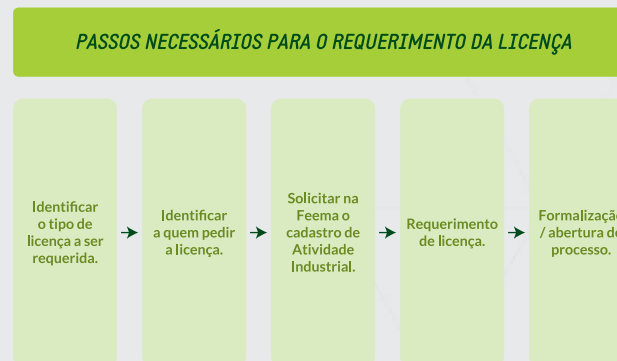 PASSOS NECESSÁRIOS PARA O REQUERIMENTO DA LICENÇA
Identificar
o tipo de
licença a ser
requerida.
Identificar
a quem pedir
a licença.
Solicitar na
Feema o
cadastro de
Atividade
Industrial.
Requerimento
de licença.
Formalização
/ abertura de
processo.